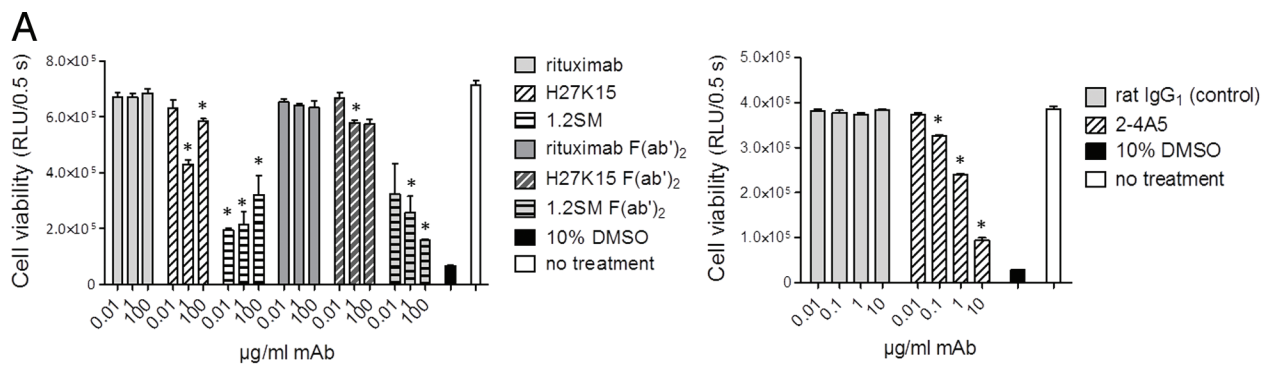 A
Cell viability (RLU/0.5 s)
8.0×10⁵
6.0×10⁵
4.0×10⁵
2.0×10⁵
0
* * * * * * * *
0.01 1 100 0.01 1 100 0.01 1 100 0.01 1 100 0.01 1 100 0.01 1 100
µg/ml mAb
rituximab
H27K15
1.2SM
rituximab F(ab')₂
H27K15 F(ab')₂
1.2SM F(ab')₂
10% DMSO
no treatment
Cell viability (RLU/0.5 s)
5.0×10⁵
4.0×10⁵
3.0×10⁵
2.0×10⁵
1.0×10⁵
0
* * *
0.01 0.1 1 10 0.01 0.1 1 10
µg/ml mAb
rat IgG₁ (control)
2-4A5
10% DMSO
no treatment